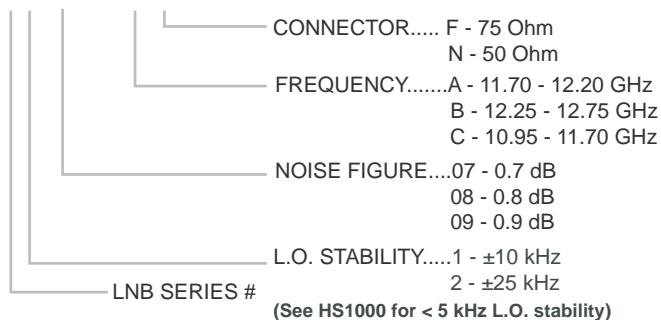 CONNECTOR..... F - 75 Ohm
N - 50 Ohm
FREQUENCY.......A - 11.70 - 12.20 GHz
B - 12.25 - 12.75 GHz
C - 10.95 - 11.70 GHz
NOISE FIGURE....07 - 0.7 dB
08 - 0.8 dB
09 - 0.9 dB
L.O. STABILITY.....1 - ±10 kHz
2 - ±25 kHz
LNB SERIES #
(See HS1000 for < 5 kHz L.O. stability)